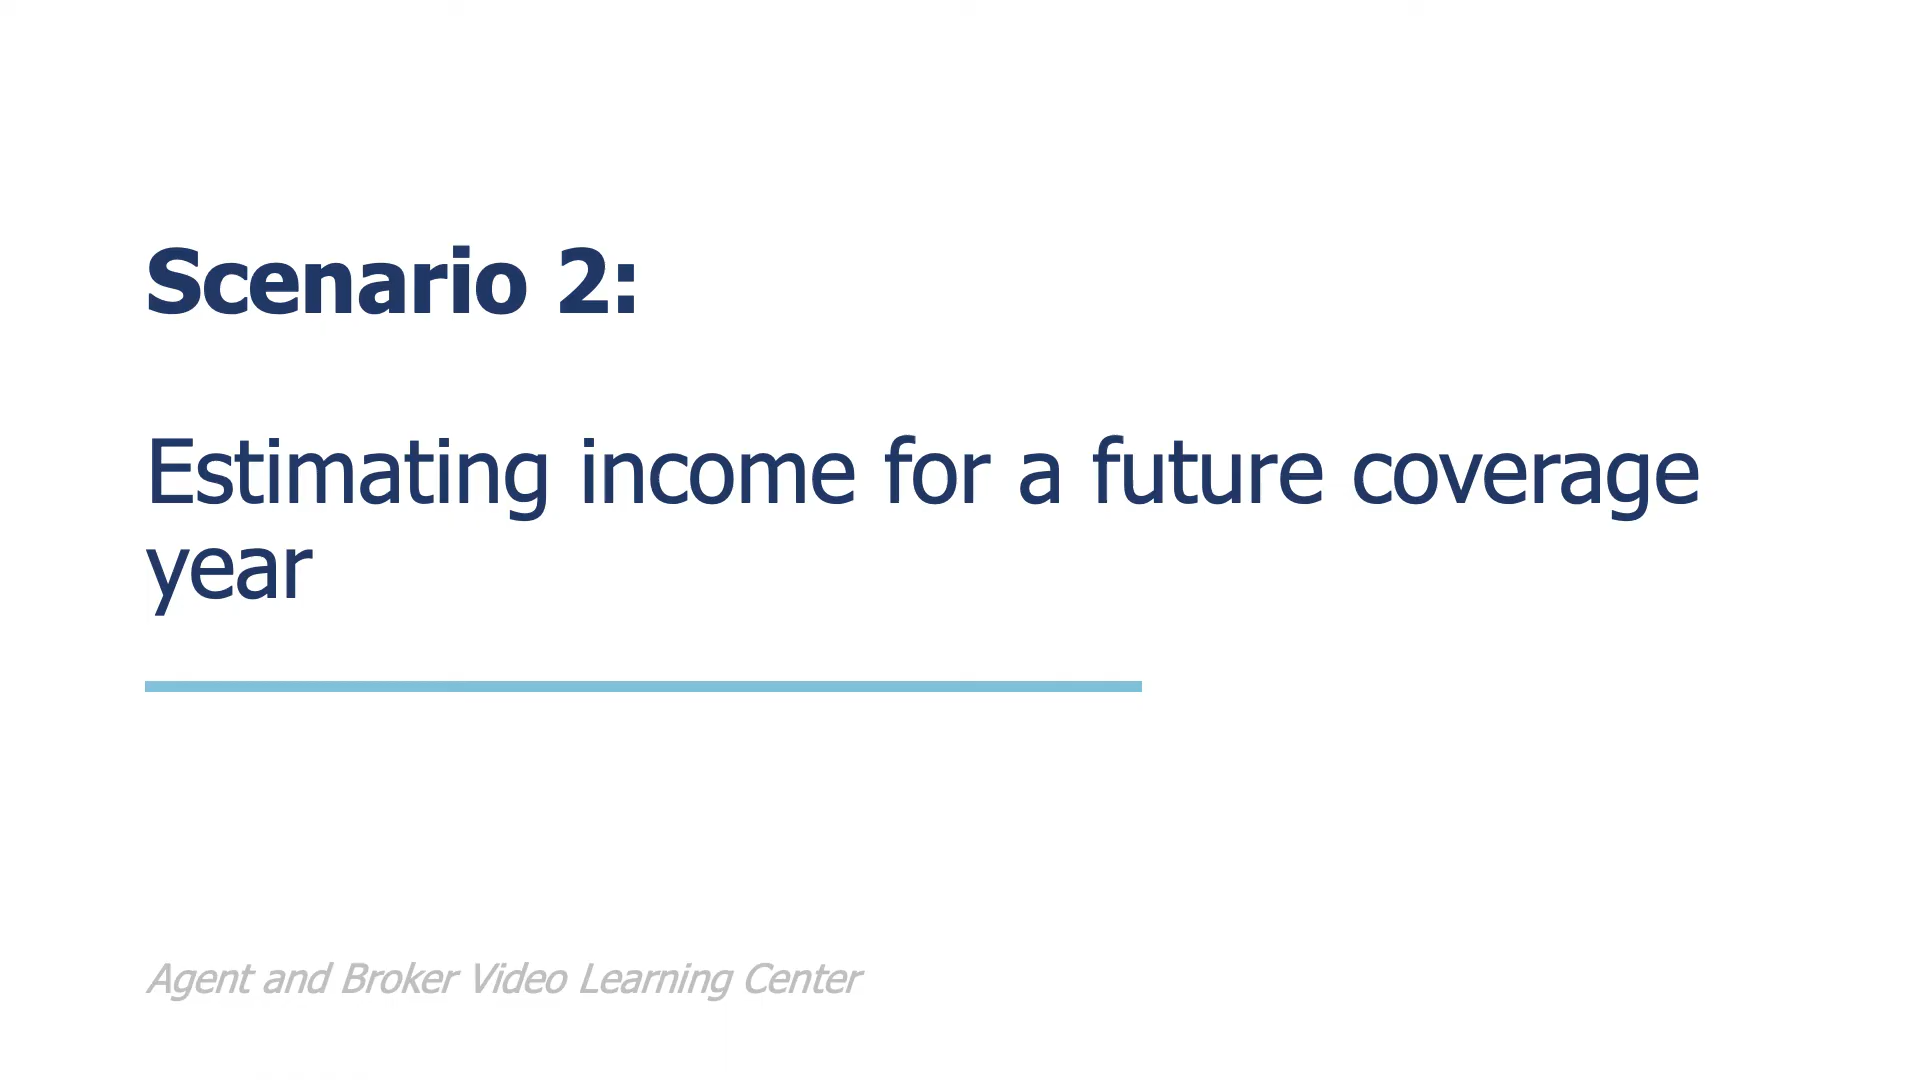 Scenario 2:
Estimating income for a future coverage
year
Agent and Broker Video Learning Center